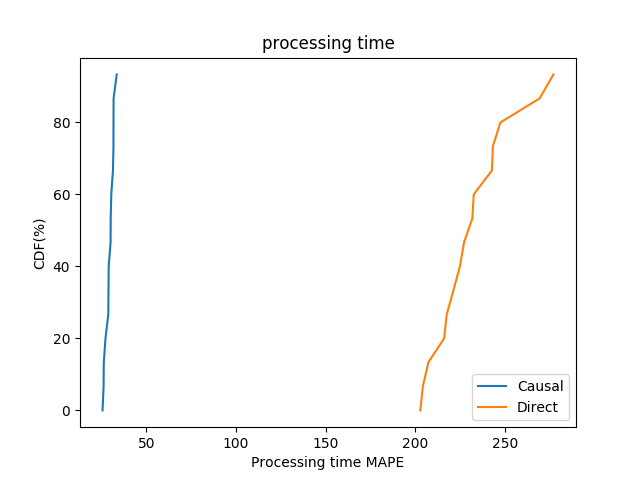 processing time
CDF(%)
80
60
40
20
0
50 100 150 200 250
Processing time MAPE
Causal
Direct